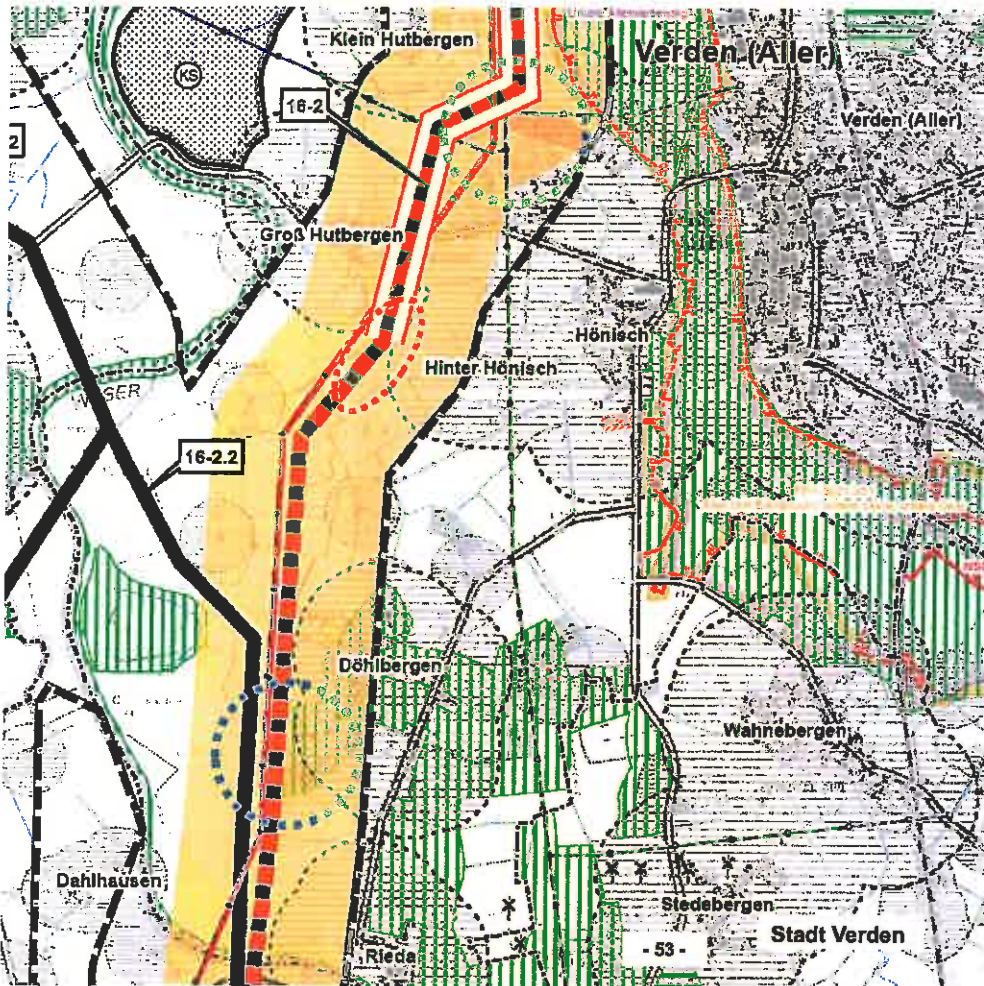 Klein Hutbergen
Verden (Aller)
KS
16-2
Verden (Aller)
2
Groß Hutbergen
Hönisch
Hinter Hönisch
WESER
16-2.2
Döhlbergen
Wahnebergen
Dahlhausen
Stedebergen
Stadt Verden
- 53 -
Rieda